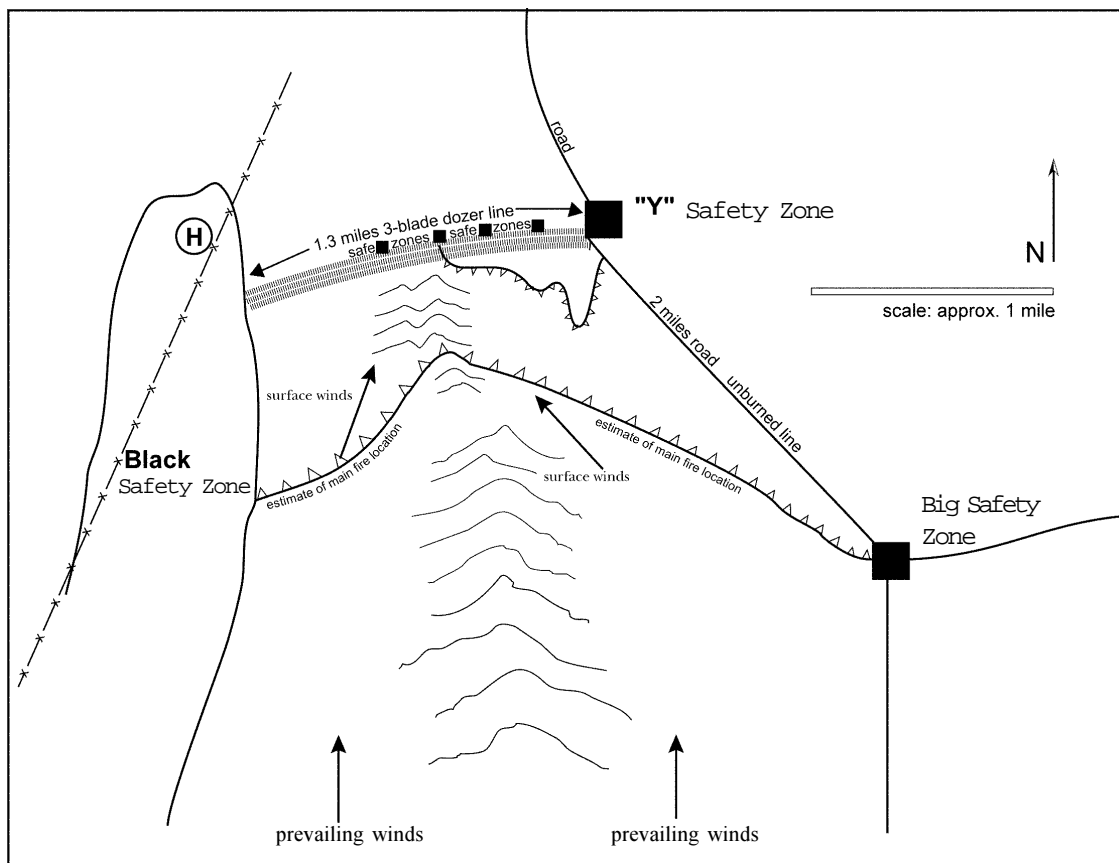 road
"Y" Safety Zone
1.3 miles 3-blade dozer line
safe zones safe zones
H
N
scale: approx. 1 mile
2 miles road unburned line
surface winds
Black
Safety Zone
estimate of main fire location
surface winds
estimate of main fire location
Big Safety
Zone
prevailing winds
prevailing winds